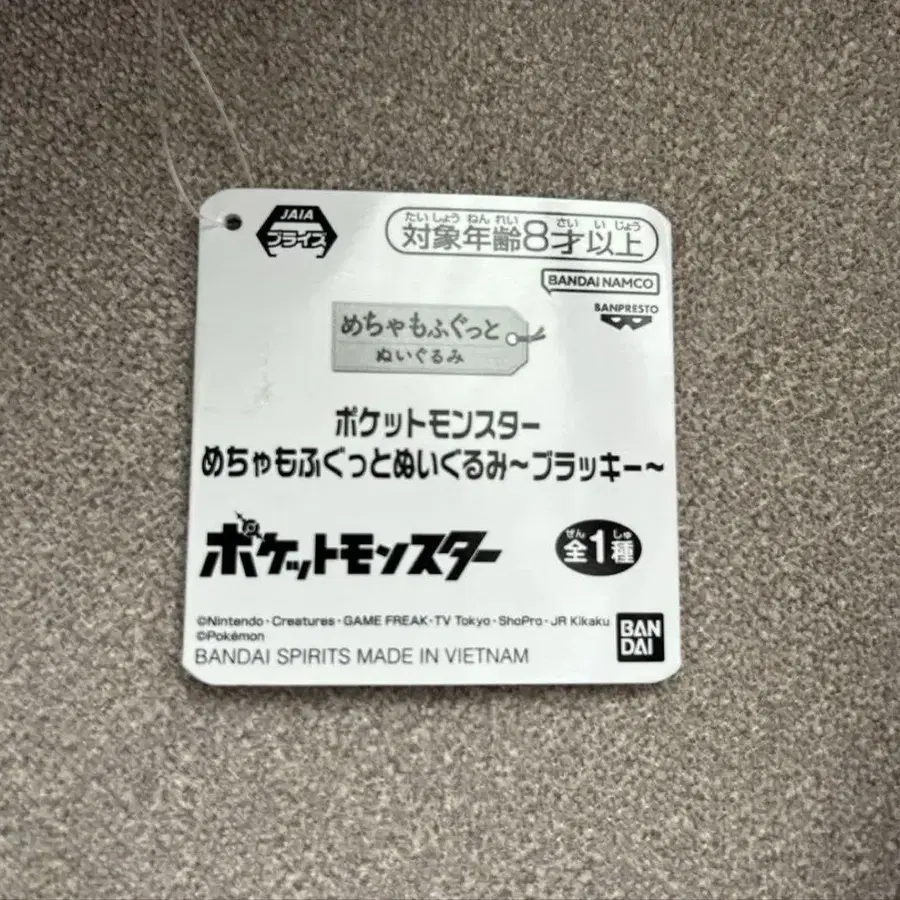 JAIA
プライズ
たいしょう ねん れい さい い じょう
対象年齢8才以上
BANDAI NAMCO
BANPRESTO
めちゃもふぐっと
ぬいぐるみ
ポケットモンスター
めちゃもふぐっとぬいぐるみ～ブラッキー～
ポケットモンスター
ぜん しゅ
全1種
©Nintendo・Creatures・GAME FREAK・TV Tokyo・ShoPro・JR Kikaku
©Pokémon
BANDAI SPIRITS MADE IN VIETNAM
BAN
DAI